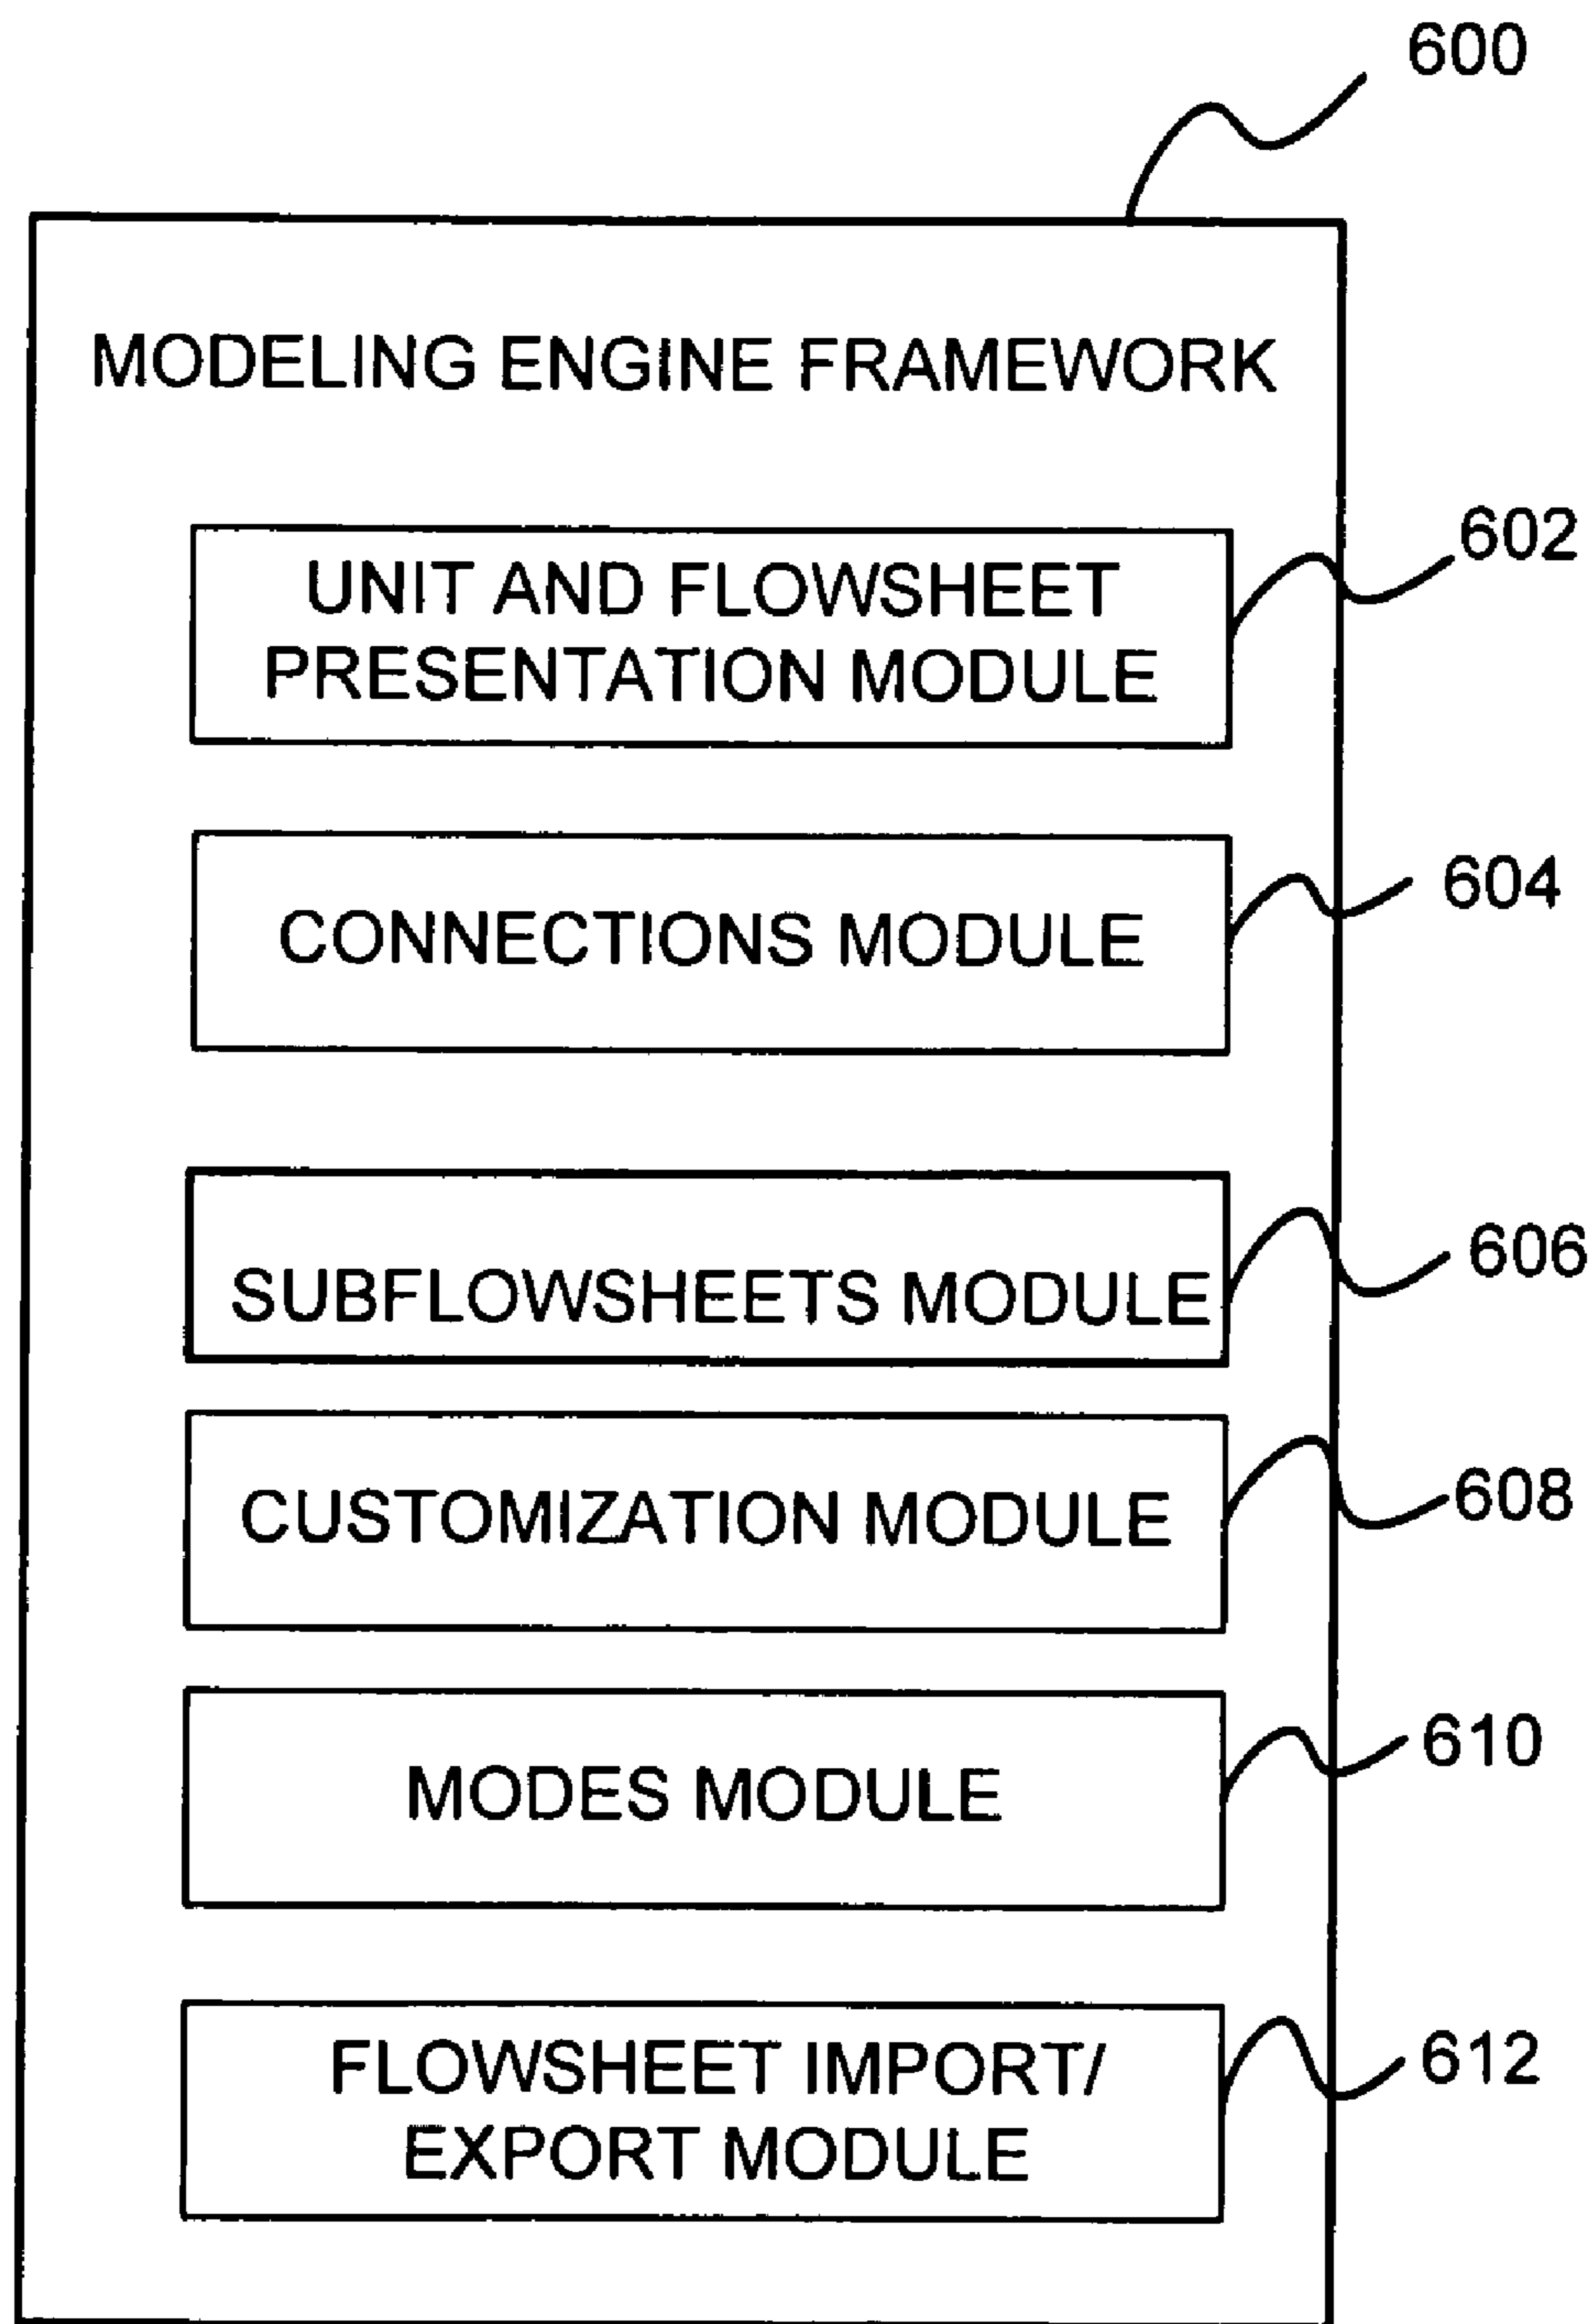 600
MODELING ENGINE FRAMEWORK
UNIT AND FLOWSHEET
PRESENTATION MODULE
602
CONNECTIONS MODULE
604
SUBFLOWSHEETS MODULE
606
CUSTOMIZATION MODULE
608
MODES MODULE
610
FLOWSHEET IMPORT/
EXPORT MODULE
612